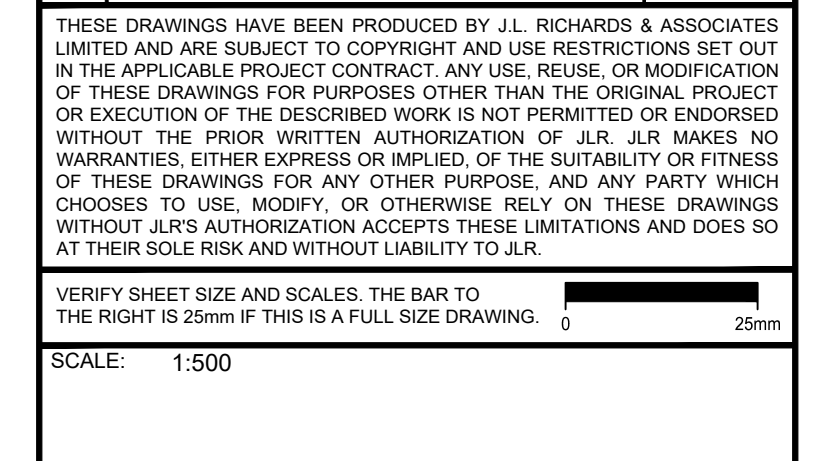 THESE DRAWINGS HAVE BEEN PRODUCED BY J.L. RICHARDS & ASSOCIATES
LIMITED AND ARE SUBJECT TO COPYRIGHT AND USE RESTRICTIONS SET OUT
IN THE APPLICABLE PROJECT CONTRACT. ANY USE, REUSE, OR MODIFICATION
OF THESE DRAWINGS FOR PURPOSES OTHER THAN THE ORIGINAL PROJECT
OR EXECUTION OF THE DESCRIBED WORK IS NOT PERMITTED OR ENDORSED
WITHOUT THE PRIOR WRITTEN AUTHORIZATION OF JLR. JLR MAKES NO
WARRANTIES, EITHER EXPRESS OR IMPLIED, OF THE SUITABILITY OR FITNESS
OF THESE DRAWINGS FOR ANY OTHER PURPOSE, AND ANY PARTY WHICH
CHOOSES TO USE, MODIFY, OR OTHERWISE RELY ON THESE DRAWINGS
WITHOUT JLR'S AUTHORIZATION ACCEPTS THESE LIMITATIONS AND DOES SO
AT THEIR SOLE RISK AND WITHOUT LIABILITY TO JLR.
VERIFY SHEET SIZE AND SCALES. THE BAR TO
THE RIGHT IS 25mm IF THIS IS A FULL SIZE DRAWING.
0 25mm
SCALE: 1:500